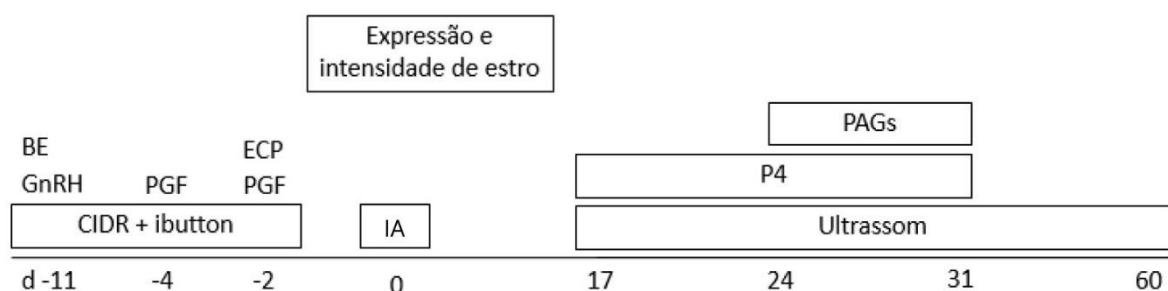 Expressão e
intensidade de estro
PAGs
BE ECP
P4
GnRH PGF PGF
CIDR + ibutton IA Ultrassom
d -11 -4 -2 0 17 24 31 60